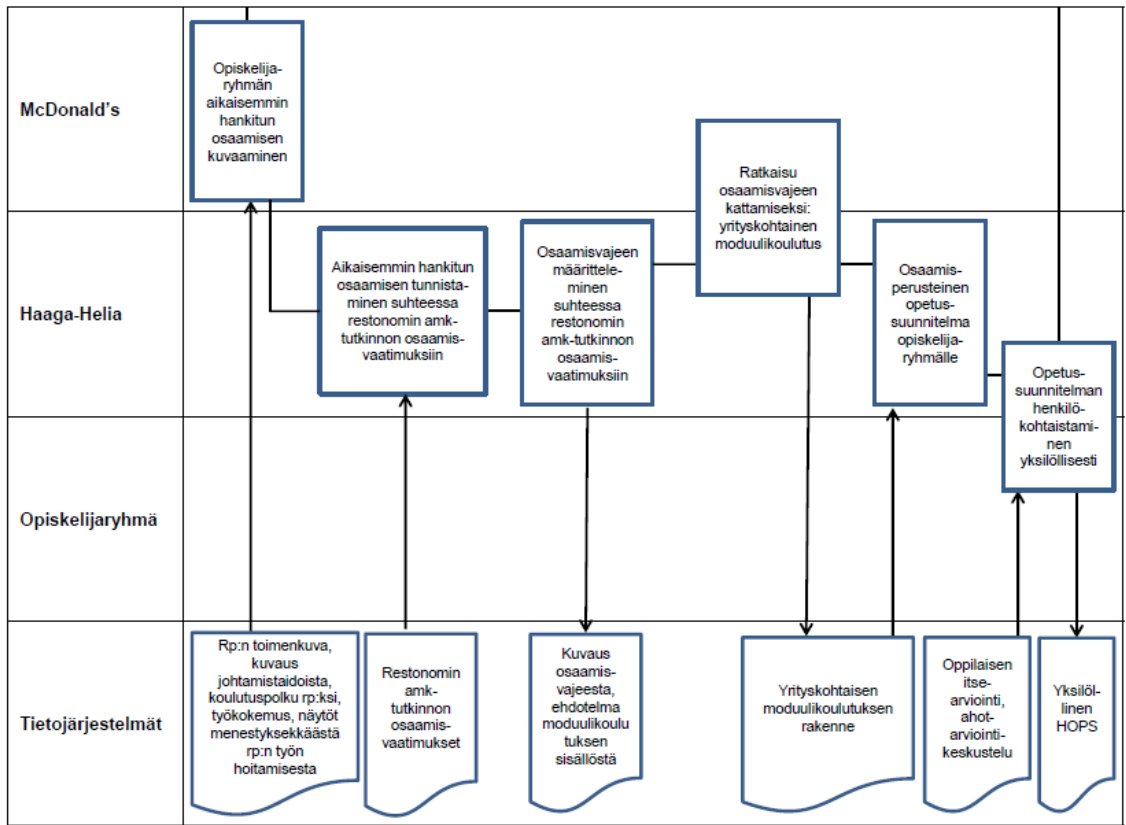 McDonald's
Opiskelija-
ryhmän
aikaisemmin
hankitun
osaamisen
kuvaaminen
Ratkaisu
osaamisvajeen
kattamiseksi:
yrityskohtainen
moduulikoulutus
Haaga-Helia
Aikaisemmin hankitun
osaamisen tunnista-
minen suhteessa
restonomin amk-
tutkinnon osaamis-
vaatimuksiin
Osaamisvajeen
määrittele-
minen
suhteessa
restonomin
amk-tutkinnon
osaamis-
vaatimuksiin
Osaamis-
perusteinen
opetus-
suunnitelma
opiskelija-
ryhmälle
Opetus-
suunnitelman
henkilö-
kohtaistami-
nen
yksilöllisesti
Opiskelijaryhmä
Tietojärjestelmät
Rp:n toimenkuva,
kuvaus
johtamistaidoista,
koulutuspolku rp:ksi,
työkokemus, näytöt
menestyksekkäästä
rp:n työn
hoitamisesta
Restonomin
amk-
tutkinnon
osaamis-
vaatimukset
Kuvaus
osaamis-
vajeesta,
ehdotelma
moduulikoulu
tuksen
sisällöstä
Yrityskohtaisen
moduulikoulutuksen
rakenne
Oppilaisen
itse-
arviointi,
ahot-
arviointi-
keskustelu
Yksilöl-
linen
HOPS